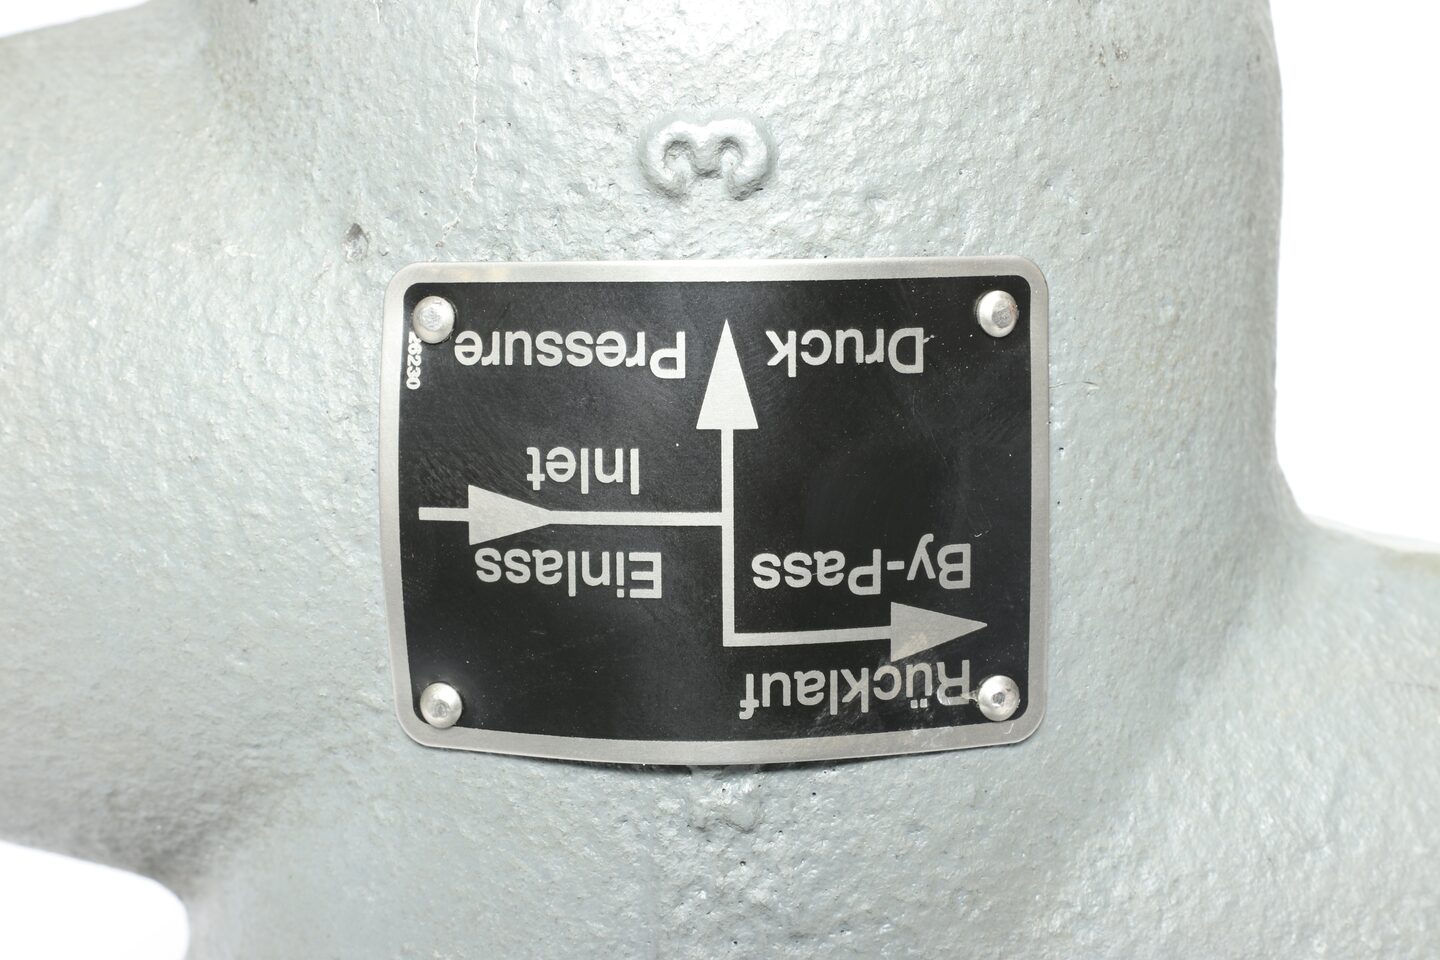 Rücklauf
By-Pass
Einlass
Inlet
Druck
Pressure
26230
3